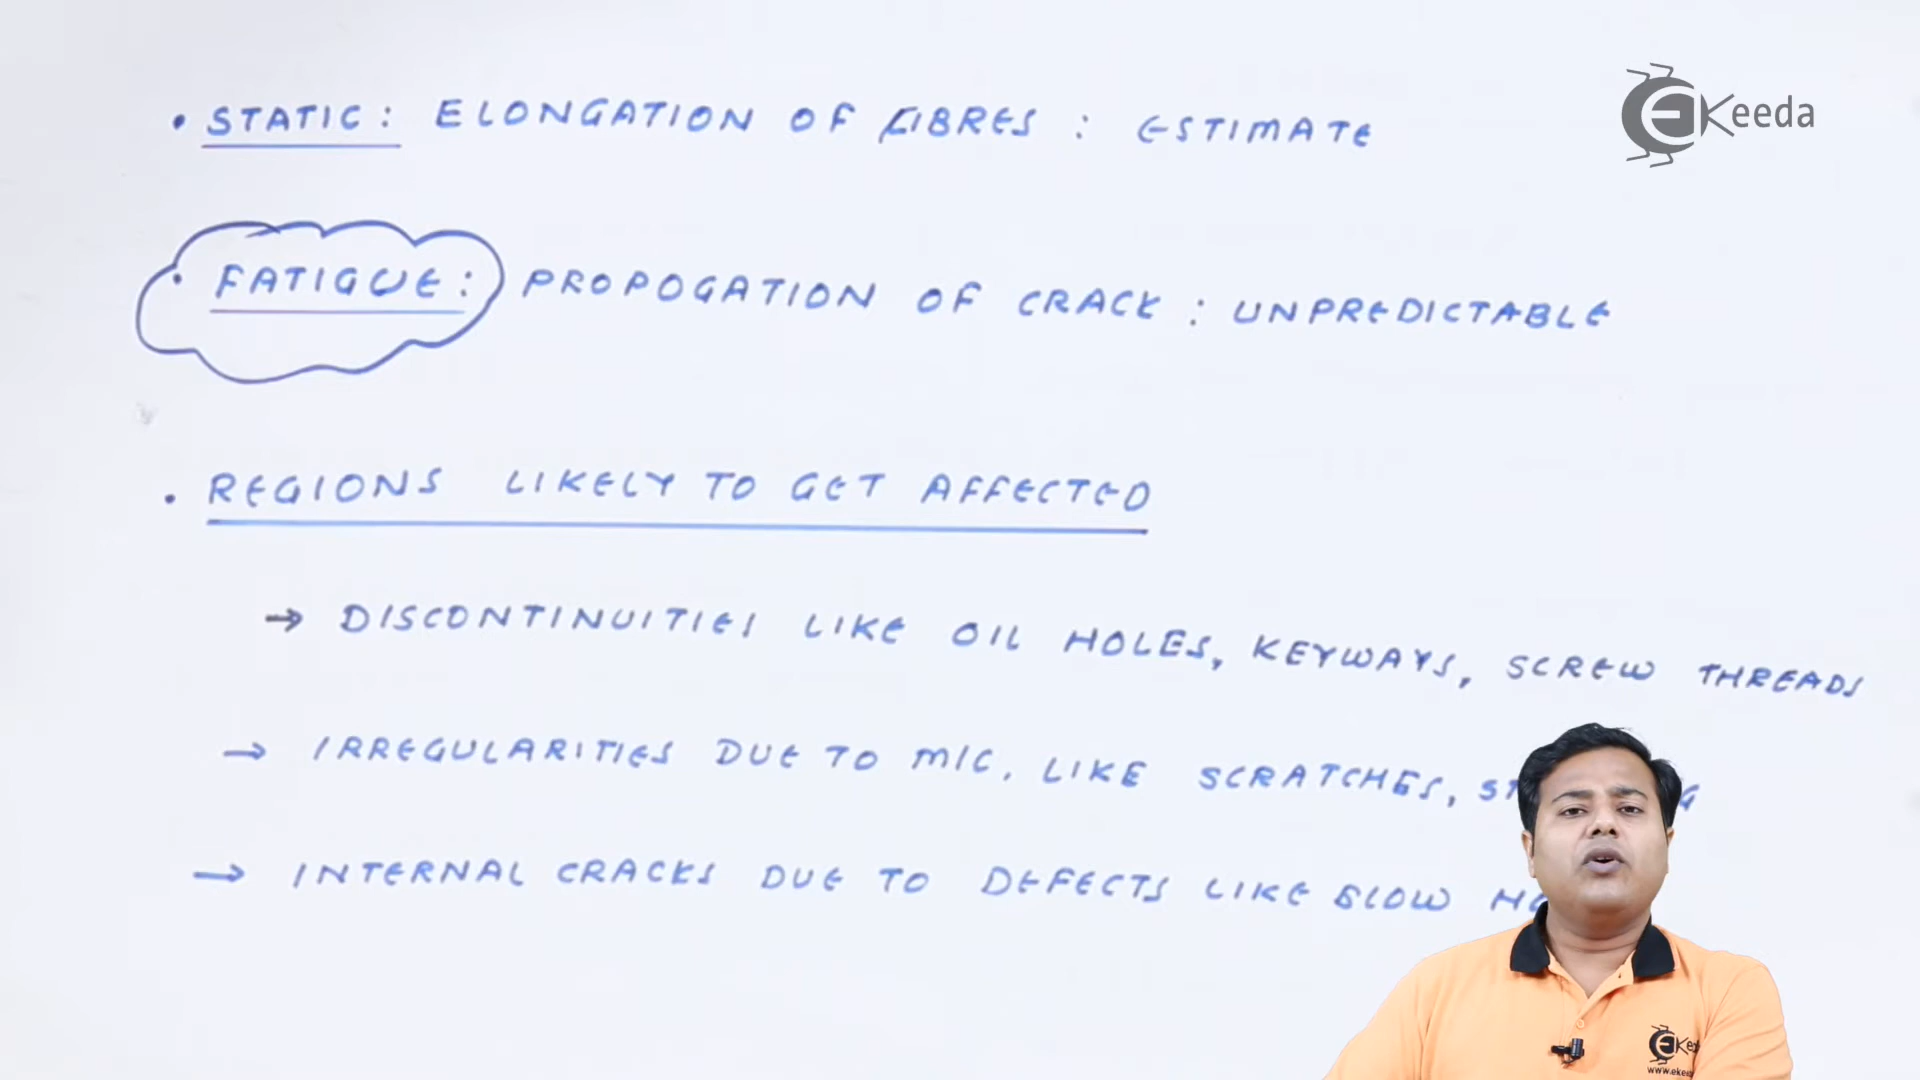 EKeeda
• STATIC: ELONGATION OF FIBRES : ESTIMATE
• FATIGUE: PROPOGATION OF CRACK : UNPREDICTABLE
• REGIONS LIKELY TO GET AFFECTED
→ DISCONTINUITIES LIKE OIL HOLES, KEYWAYS, SCREW THREADS
→ IRREGULARITIES DUE TO M/C. LIKE SCRATCHES,
→ INTERNAL CRACKS DUE TO DEFECTS LIKE BLOW